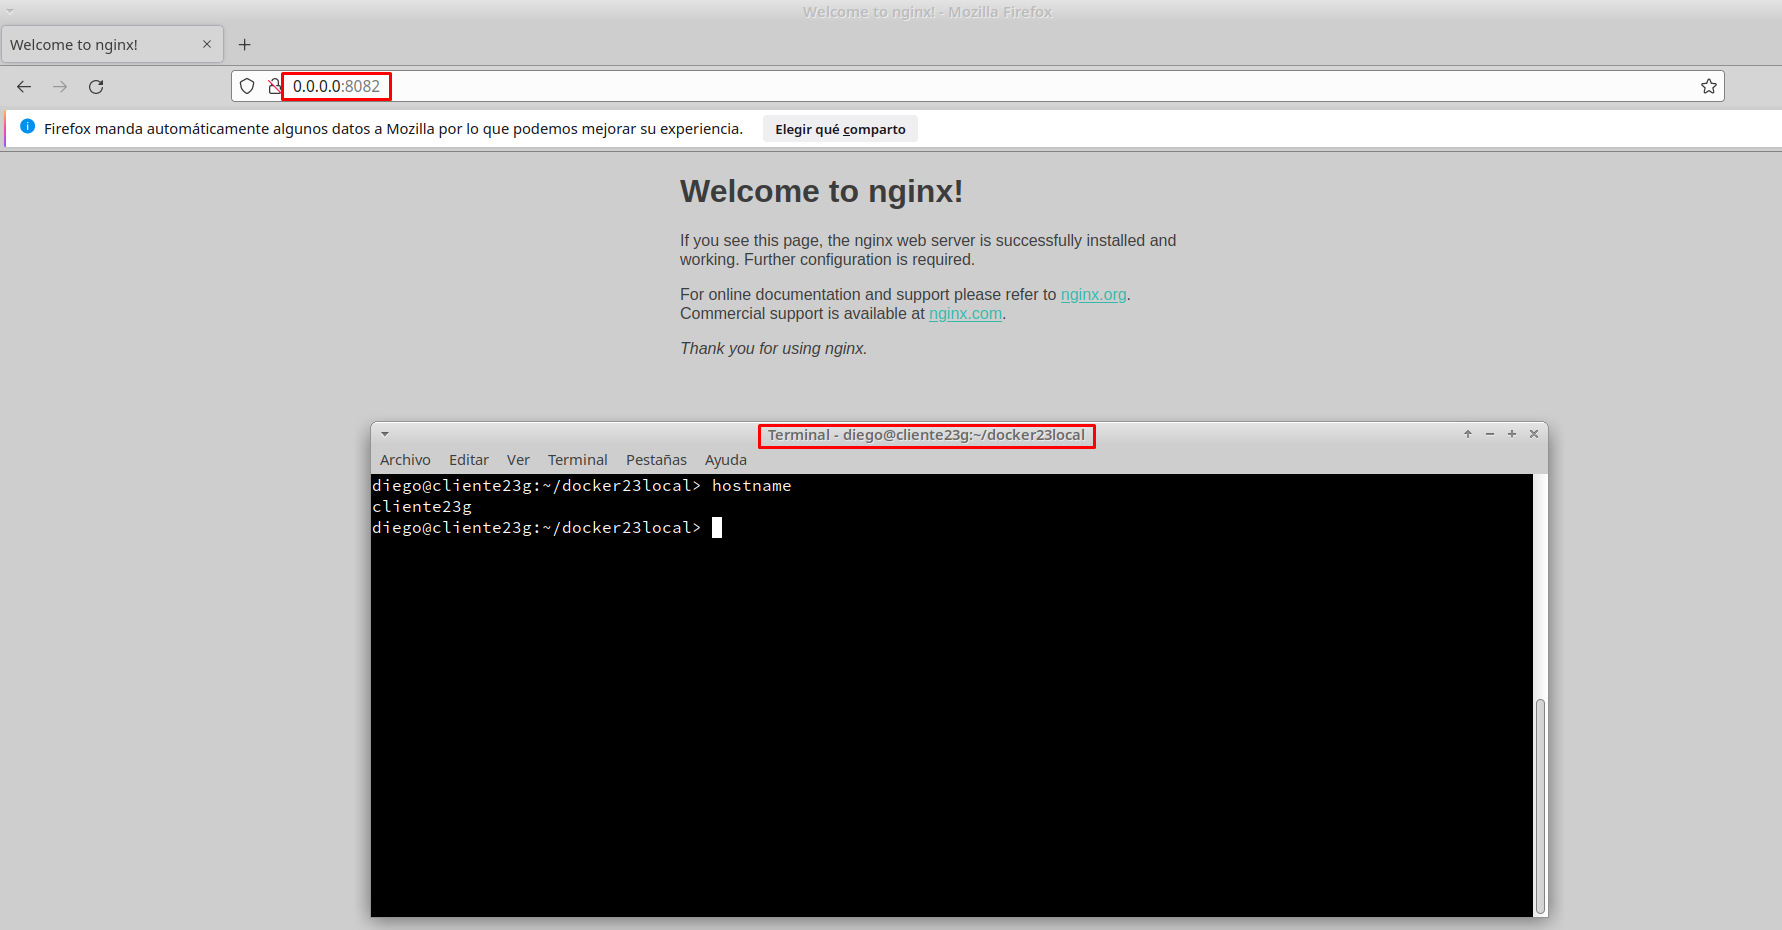 Welcome to nginx! - Mozilla Firefox
Welcome to nginx!
0.0.0.0:8082
Firefox manda automáticamente algunos datos a Mozilla por lo que podemos mejorar su experiencia. Elegir qué comparto
Welcome to nginx!
If you see this page, the nginx web server is successfully installed and
working. Further configuration is required.
For online documentation and support please refer to nginx.org.
Commercial support is available at nginx.com.
Thank you for using nginx.
Terminal - diego@cliente23g:~/docker23local
Archivo Editar Ver Terminal Pestañas Ayuda
diego@cliente23g:~/docker23local> hostname
cliente23g
diego@cliente23g:~/docker23local>